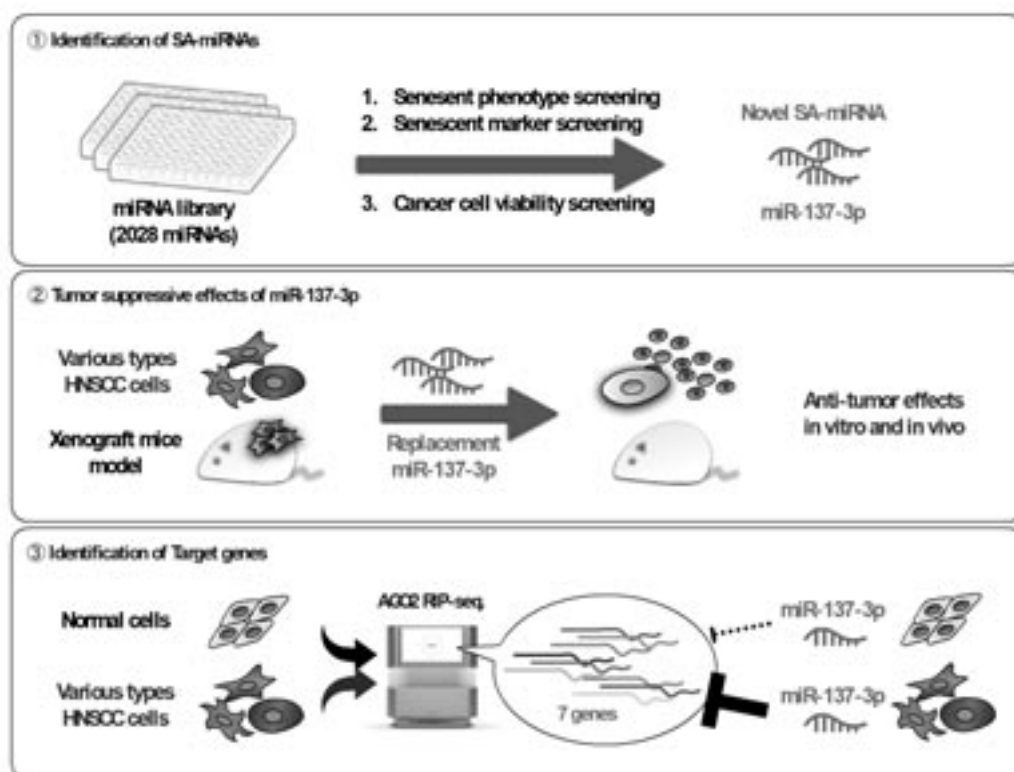 ① Identification of SA-miRNAs
1. Senesent phenotype screening
2. Senescent marker screening
3. Cancer cell viability screening
miRNA library
(2028 miRNAs)
Novel SA-miRNA
miR-137-3p
② Tumor suppressive effects of miR-137-3p
Various types
HNSCC cells
Xenograft mice
model
Replacement
miR-137-3p
Anti-tumor effects
in vitro and in vivo
③ Identification of Target genes
Normal cells
Various types
HNSCC cells
AGO2 RIP-seq.
7 genes
miR-137-3p
miR-137-3p